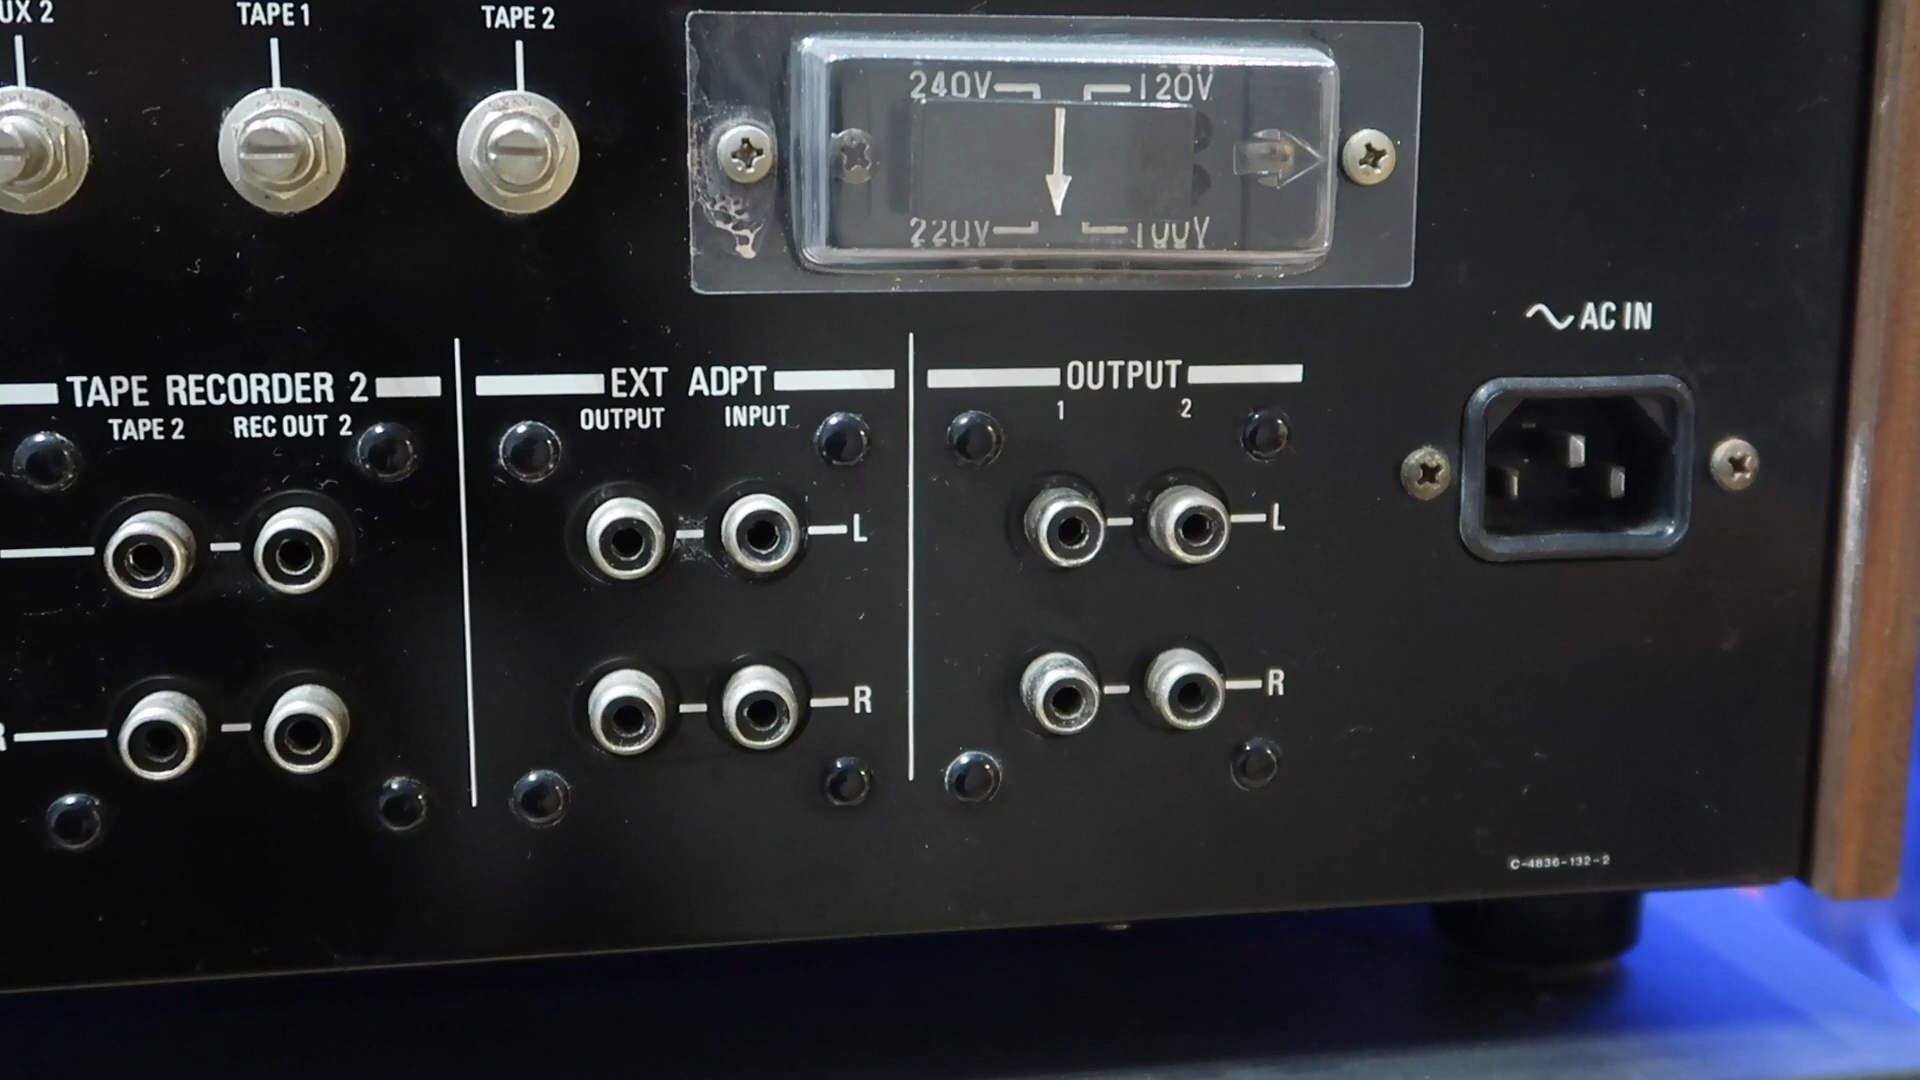 UX 2
TAPE 1
TAPE 2
240V 120V
220V 100V
AC IN
TAPE RECORDER 2
TAPE 2 REC OUT 2
EXT ADPT
OUTPUT INPUT
OUTPUT
1 2
L
L
R
R
R
C-4836-132-2